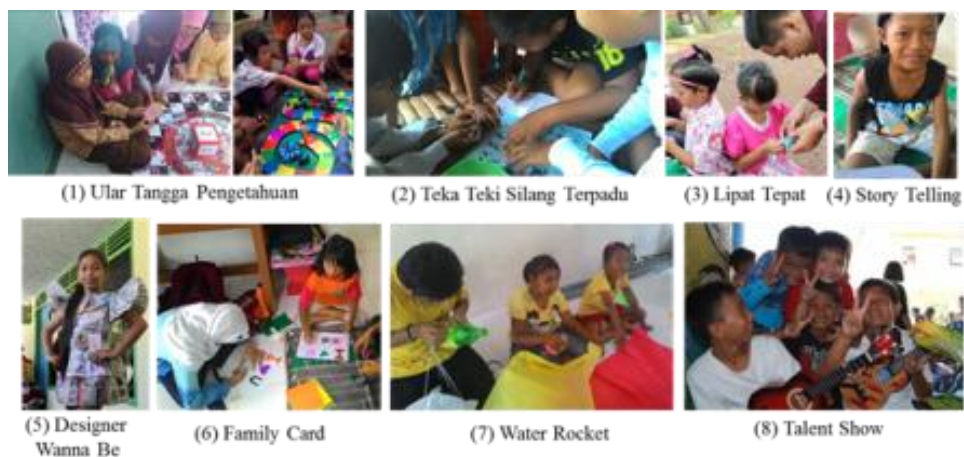 (1) Ular Tangga Pengetahuan
(2) Teka Teki Silang Terpadu
(3) Lipat Tepat
(4) Story Telling
(5) Designer
Wanna Be
(6) Family Card
(7) Water Rocket
(8) Talent Show